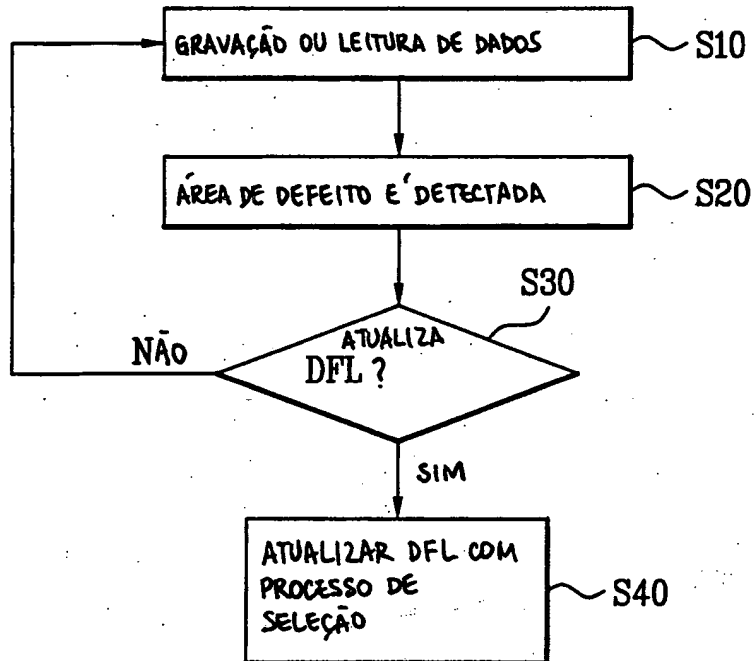 GRAVAÇÃO OU LEITURA DE DADOS
S10
ÁREA DE DEFEITO E' DETECTADA
S20
S30
ATUALIZA
DFL ?
NÃO
SIM
ATUALIZAR DFL COM
PROCESSO DE
SELEÇÃO
S40